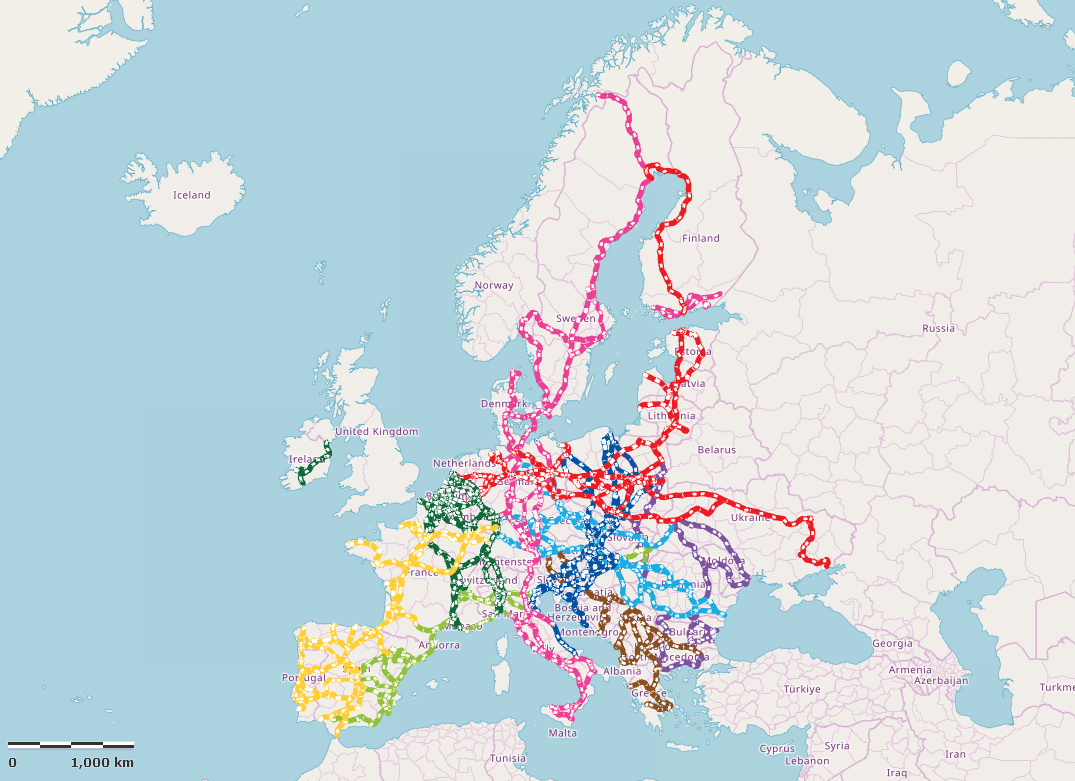 Iceland
Finland
Norway
Sweden
Russia
Estonia
Latvia
Denmark
Lithuania
United Kingdom
Ireland
Belarus
Netherlands
Ukraine
Slovakia
Moldova
France
Switzerland
Bosnia and
Herzegovina
Montenegro
Andorra
Portugal
Albania
Greece
Georgia
Armenia
Azerbaijan
Türkiye
Turkme
Malta
Cyprus
Syria
Lebanon
Iran
Iraq
Tunisia
0 1,000 km